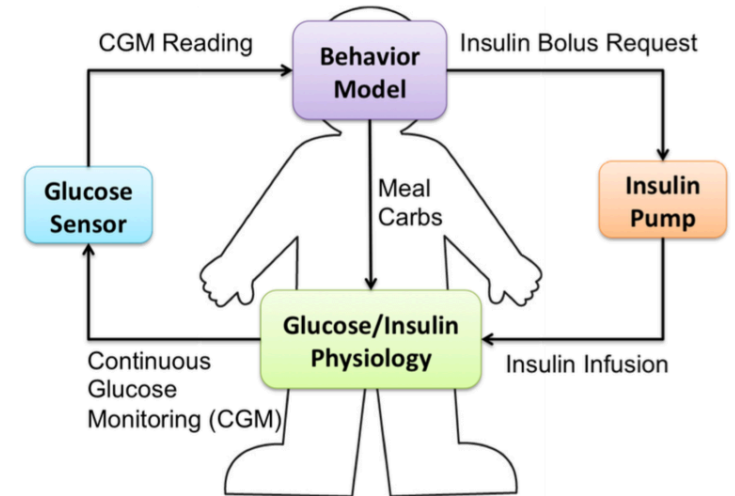 CGM Reading
Behavior
Model
Insulin Bolus Request
Glucose
Sensor
Meal
Carbs
Insulin
Pump
Glucose/Insulin
Physiology
Continuous
Glucose
Monitoring (CGM)
Insulin Infusion